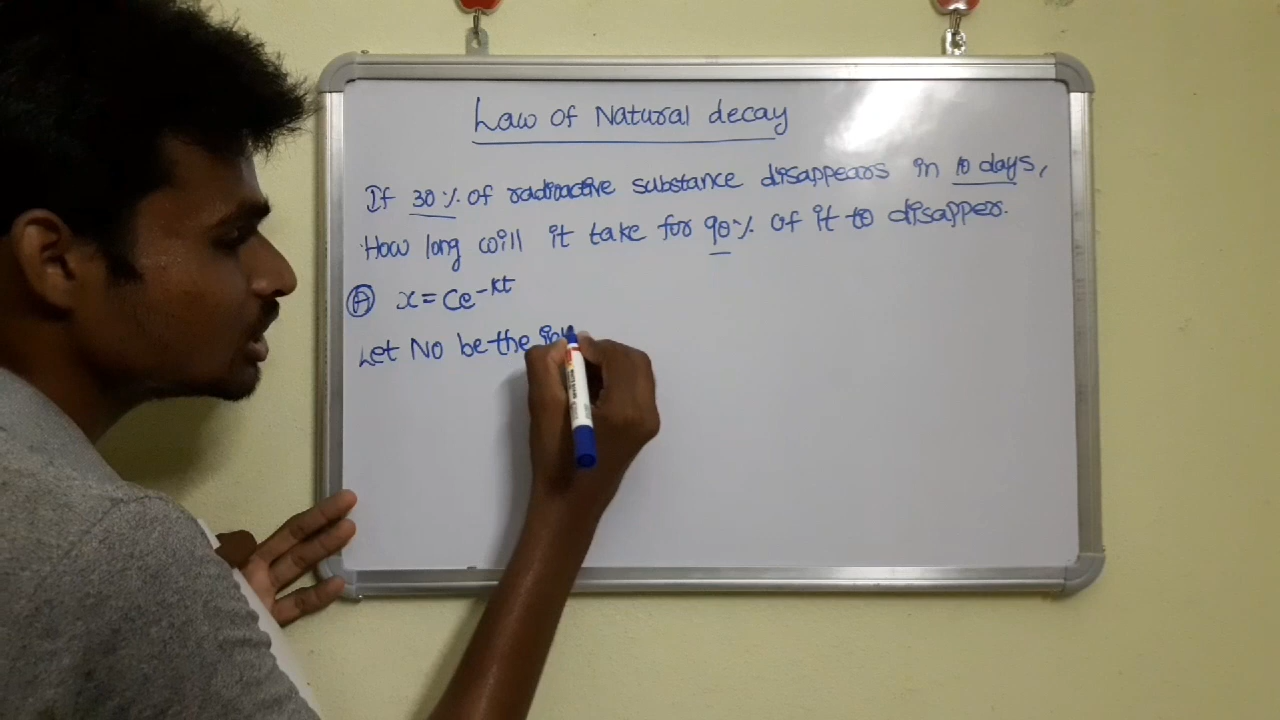 Law of Natural decay
If 30% of radioactive substance disappears in 10 days,
How long will it take for 90% of it to disapper.
A x = Ce^-kt
Let No be the